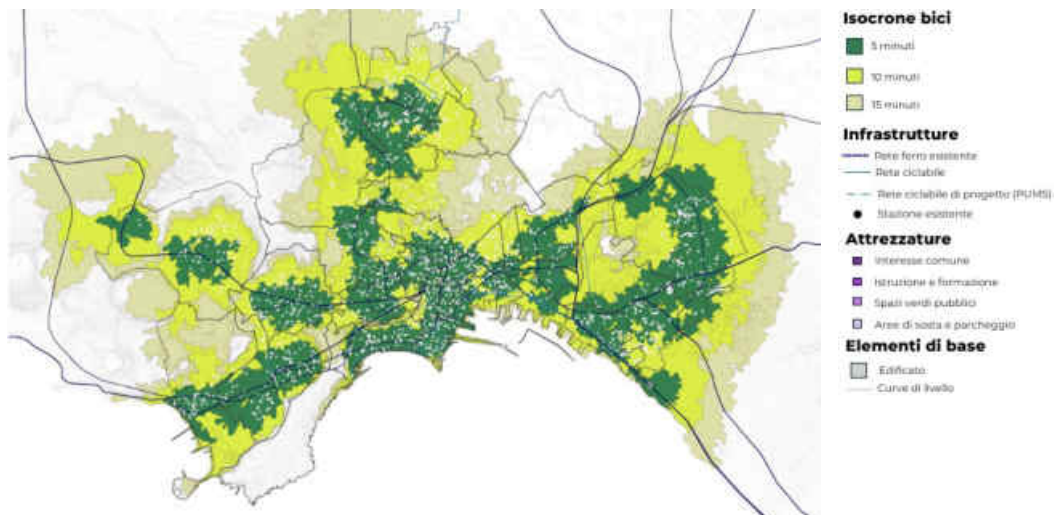 Isocrone bici
5 minuti
10 minuti
15 minuti
Infrastrutture
Rete ferro esistente
Rete ciclabile
Rete ciclabile di progetto (PUMS)
Stazione esistente
Attrezzature
Interesse comune
Istruzione e formazione
Spazi verdi pubblici
Aree di sosta e parcheggio
Elementi di base
Edificato
Curve di livello